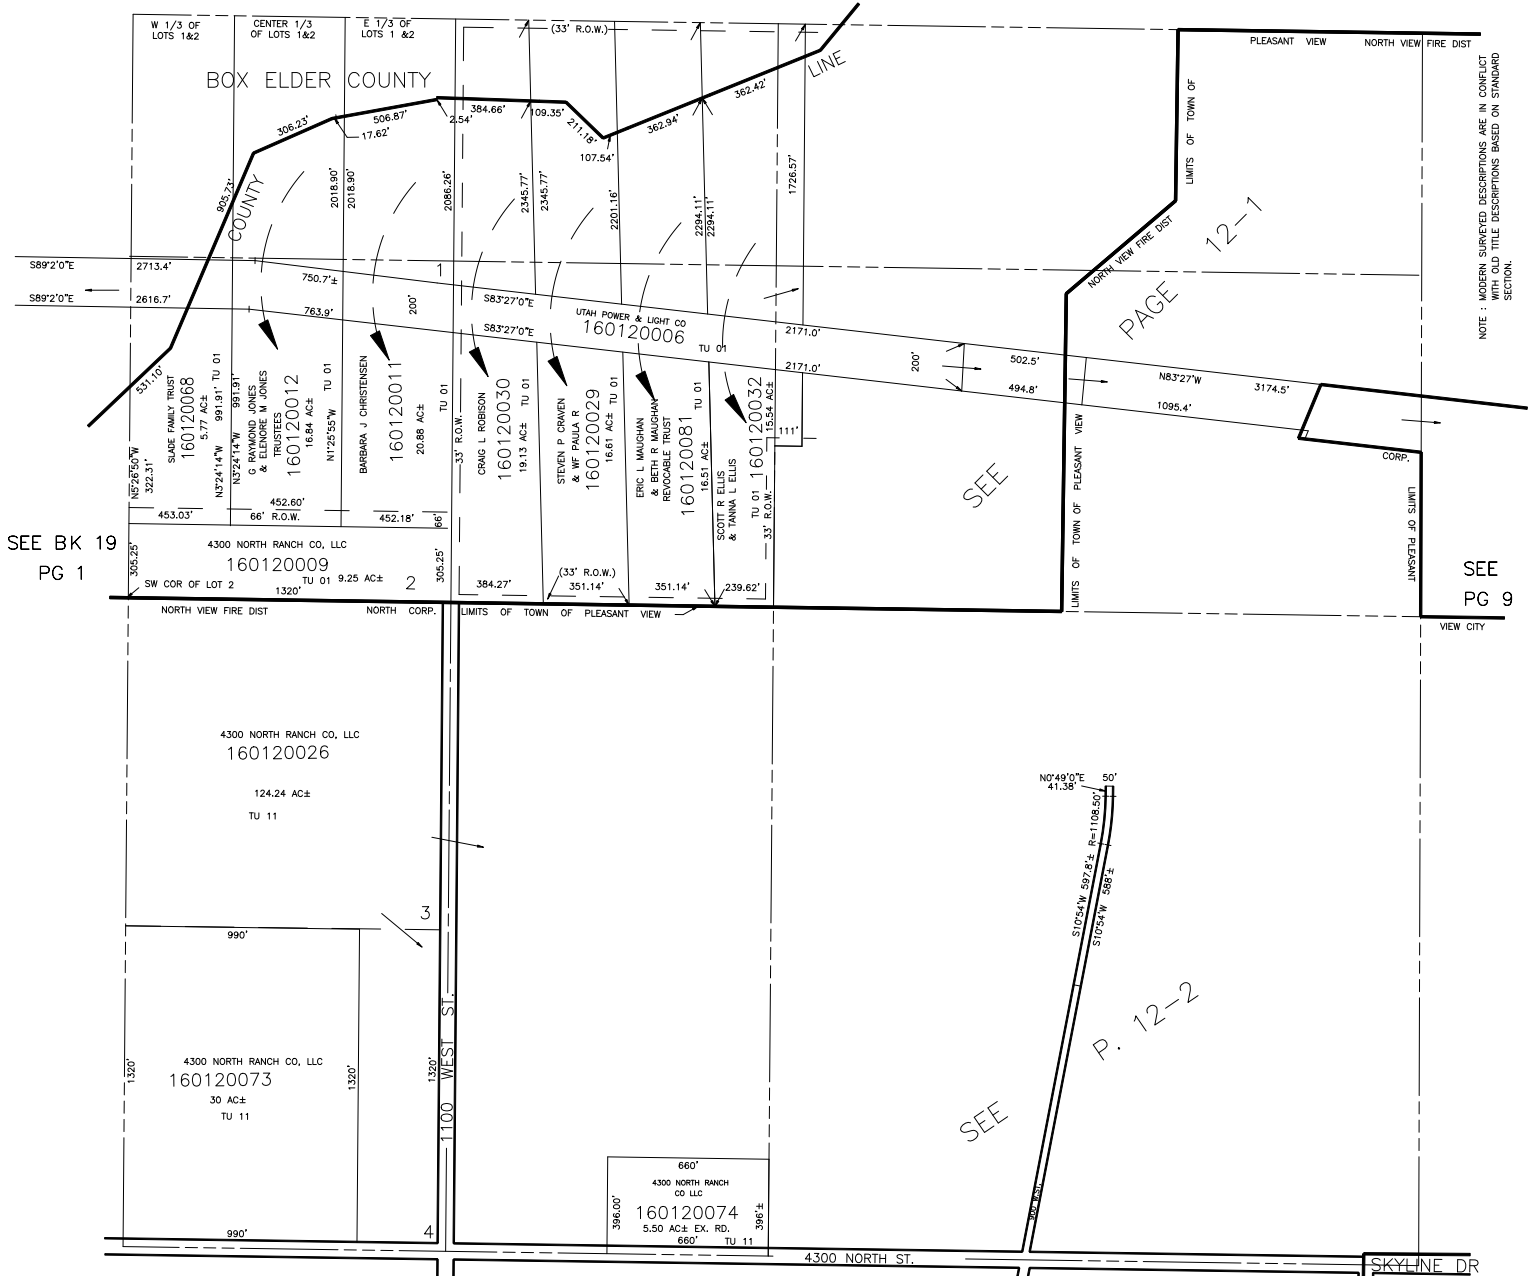 W 1/3 OF
LOTS 1&2
CENTER 1/3
OF LOTS 1&2
E 1/3 OF
LOTS 1 &2
(33' R.O.W.)
BOX ELDER COUNTY
COUNTY
LINE
PLEASANT VIEW
NORTH VIEW FIRE DIST
LIMITS OF TOWN OF
NOTE : MODERN SURVEYED DESCRIPTIONS ARE IN CONFLICT
WITH OLD TITLE DESCRIPTIONS BASED ON STANDARD
SECTION.
531.10'
905.73'
306.23'
17.62'
506.87'
2.54'
384.66'
109.35'
211.18'
107.54'
362.94'
362.42'
2018.90'
2018.90'
2086.26'
2345.77'
2345.77'
2201.16'
2294.11'
2294.11'
1726.57'
NORTH VIEW FIRE DIST
SEE PAGE 12-1
S89°2'0"E
2713.4'
S89°2'0"E
2616.7'
750.7'±
763.9'
200'
1
S83°27'0"E
S83°27'0"E
UTAH POWER & LIGHT CO
160120006
TU 01
2171.0'
2171.0'
200'
502.5'
494.8'
N83°27'W
3174.5'
1095.4'
CORP.
LIMITS OF PLEASANT
VIEW CITY
LIMITS OF TOWN OF PLEASANT VIEW
N5°26'50"W
322.31'
SLADE FAMILY TRUST
160120068
5.77 AC±
N3°24'14"W 991.91' TU 01
N3°24'14"W 991.91'
G RAYMOND JONES
& ELENORE M JONES
TRUSTEES
160120012
16.84 AC±
N1°25'55"W TU 01
BARBARA J CHRISTENSEN
160120011
20.88 AC±
TU 01
33' R.O.W.
CRAIG L ROBISON
160120030
19.13 AC± TU 01
STEVEN P CRAVEN
& WF PAULA R
160120029
16.61 AC± TU 01
ERIC L MAUGHAN
& BETH R MAUGHAN
REVOCABLE TRUST
160120081
16.51 AC± TU 01
SCOTT R ELLIS
& TANNA L ELLIS
TU 01 160120032
15.54 AC±
33' R.O.W.
111'
453.03'
452.60'
66' R.O.W.
452.18'
66'
SEE BK 19
PG 1
305.25'
4300 NORTH RANCH CO, LLC
160120009
TU 01 9.25 AC±
305.25'
SW COR OF LOT 2
1320'
2
384.27'
(33' R.O.W.)
351.14'
351.14'
239.62'
SEE
PG 9
NORTH VIEW FIRE DIST
NORTH CORP.
LIMITS OF TOWN OF PLEASANT VIEW
4300 NORTH RANCH CO, LLC
160120026
124.24 AC±
TU 11
3
990'
1320'
4300 NORTH RANCH CO, LLC
160120073
30 AC±
TU 11
1320'
1320'
990'
4
1100 WEST ST.
660'
4300 NORTH RANCH
CO LLC
160120074
5.50 AC± EX. RD.
660'
TU 11
396.00'
396'±
N0°49'0"E 50'
41.38'
S10°54'W 597.8'± R=1108.50'
S10°54'W 588'±
SEE P. 12-2
900 W.ST.
4300 NORTH ST.
SKYLINE DR